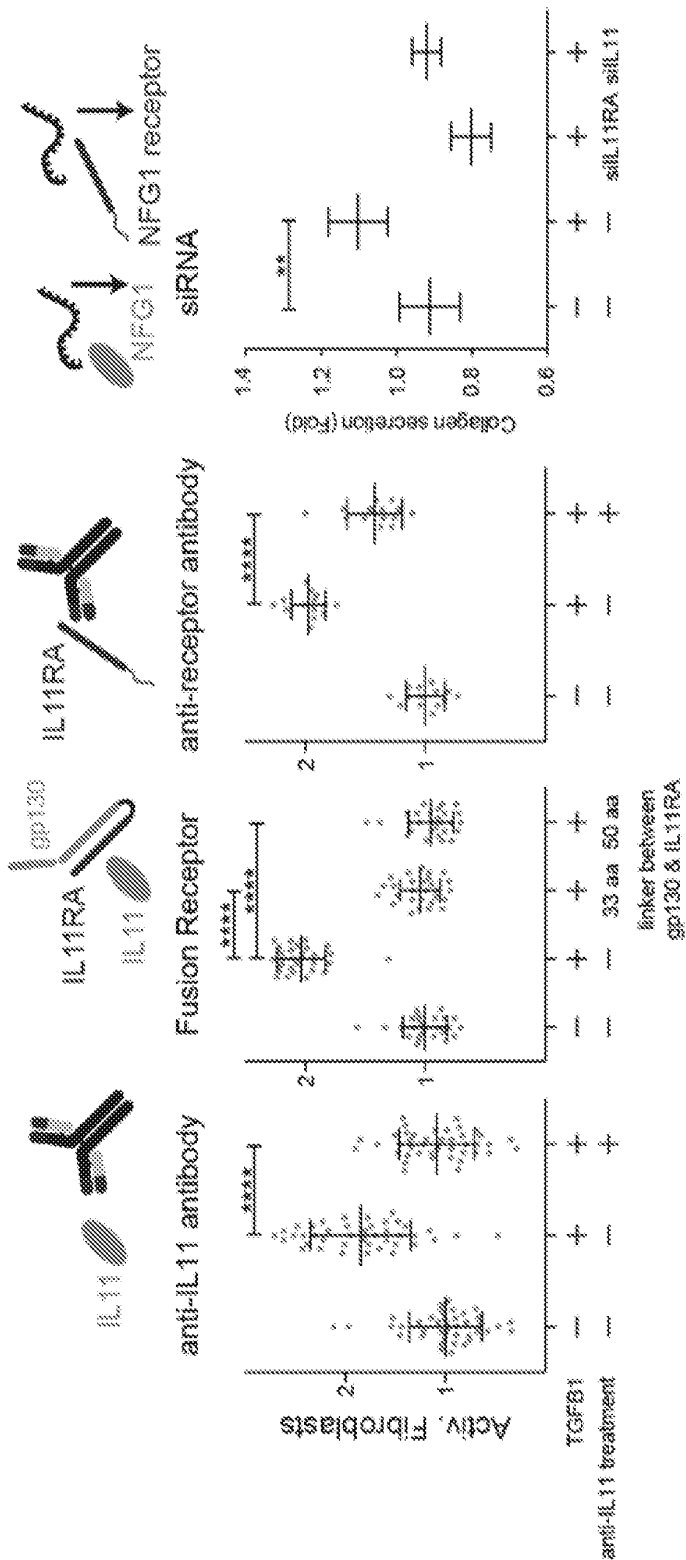 IL11
anti-IL11 antibody
Activ. Fibroblasts
2
1
****
IL11RA
gp130
IL11
Fusion Receptor
2
1
****
****
IL11RA
anti-receptor antibody
2
1
****
NFG1
NFG1 receptor
siRNA
Collagen secretion (Fold)
1.4
1.2
1.0
0.8
0.6
**
TGFB1 − + + − + + + − + + − + + +
anti-IL11 treatment − − + − − 33 aa 50 aa − − + − − siIL11RA siIL11
linker between
gp130 & IL11RA